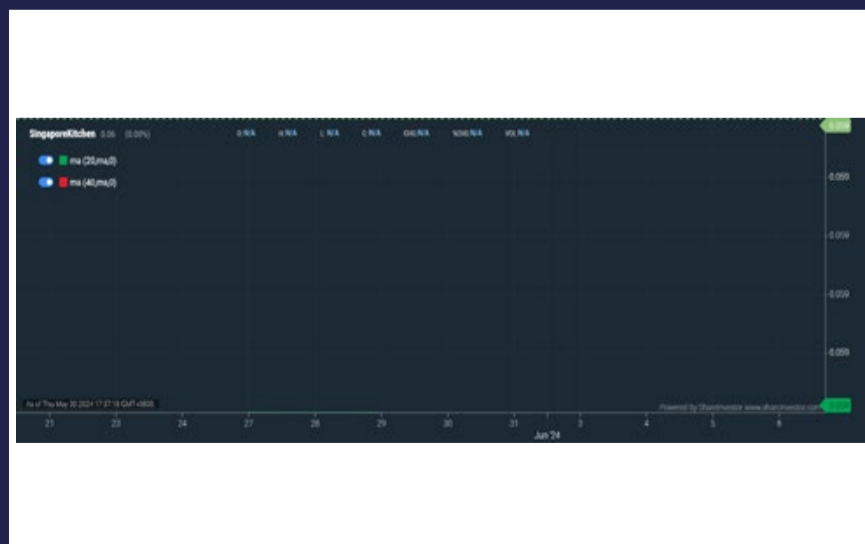 SingaporeKitchen 0.06 (0.00%) O: N/A H: N/A L: N/A C: N/A CHG: N/A %CHG: N/A VOL: N/A
ma (20,ma,0)
ma (40,ma,0)
0.059
0.059
0.059
0.059
As of Thu May 30 2024 17:37:18 GMT+0800
Powered by ShareInvestor www.shareinvestor.com
21 23 24 27 28 29 30 31 3 4 5 6
Jun '24